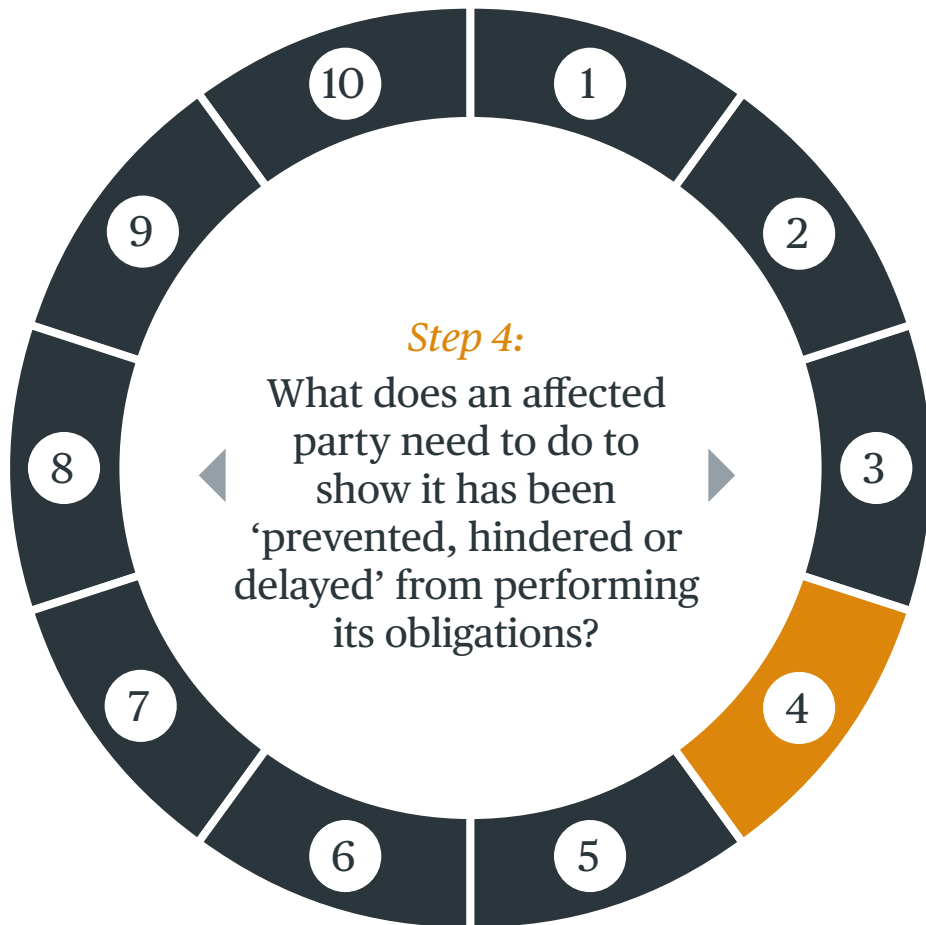 10
1
9
2
Step 4:
What does an affected
party need to do to
show it has been
‘prevented, hindered or
delayed’ from performing
its obligations?
8
3
7
4
6
5